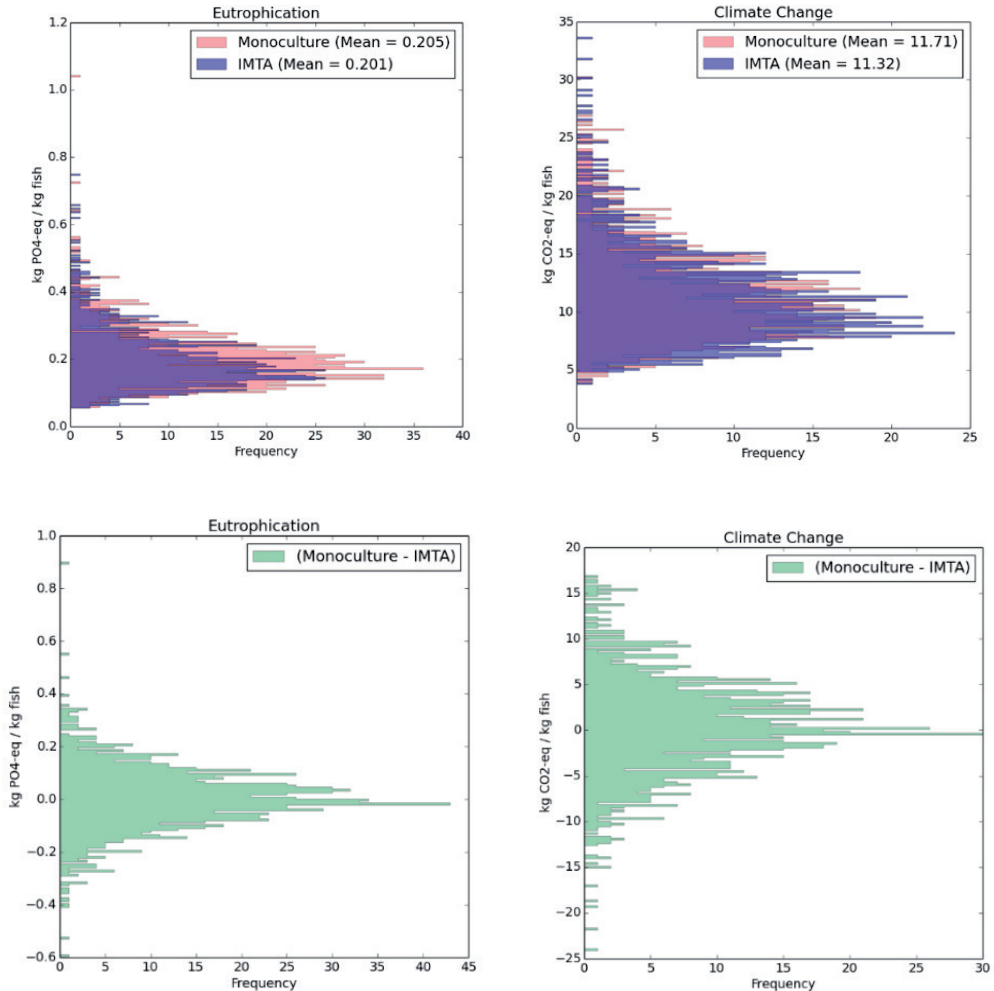 Eutrophication
1.2
1.0
0.8
0.6
0.4
0.2
0.0
kg PO4-eq / kg fish
Monoculture (Mean = 0.205)
IMTA (Mean = 0.201)
0 5 10 15 20 25 30 35 40
Frequency
Climate Change
35
30
25
20
15
10
5
0
kg CO2-eq / kg fish
Monoculture (Mean = 11.71)
IMTA (Mean = 11.32)
0 5 10 15 20 25
Frequency
Eutrophication
1.0
0.8
0.6
0.4
0.2
0.0
−0.2
−0.4
−0.6
kg PO4-eq / kg fish
(Monoculture - IMTA)
0 5 10 15 20 25 30 35 40 45
Frequency
Climate Change
20
15
10
5
0
−5
−10
−15
−20
−25
kg CO2-eq / kg fish
(Monoculture - IMTA)
0 5 10 15 20 25 30
Frequency